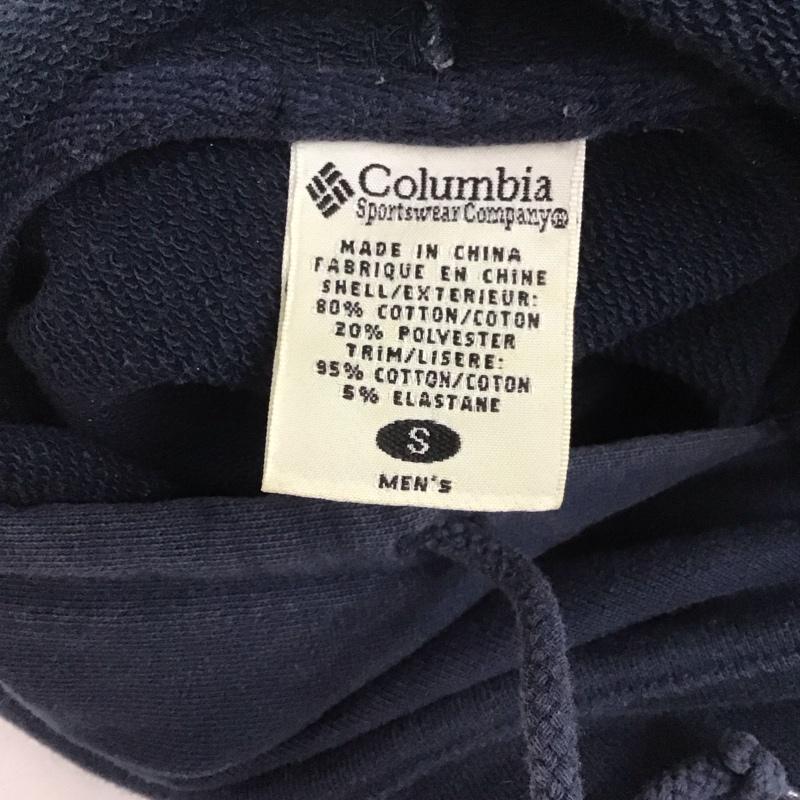 Columbia
Sportswear Company®
MADE IN CHINA
FABRIQUE EN CHINE
SHELL/EXTERIEUR:
80% COTTON/COTON
20% POLYESTER
TRIM/LISERE:
95% COTTON/COTON
5% ELASTANE
S
MEN'S